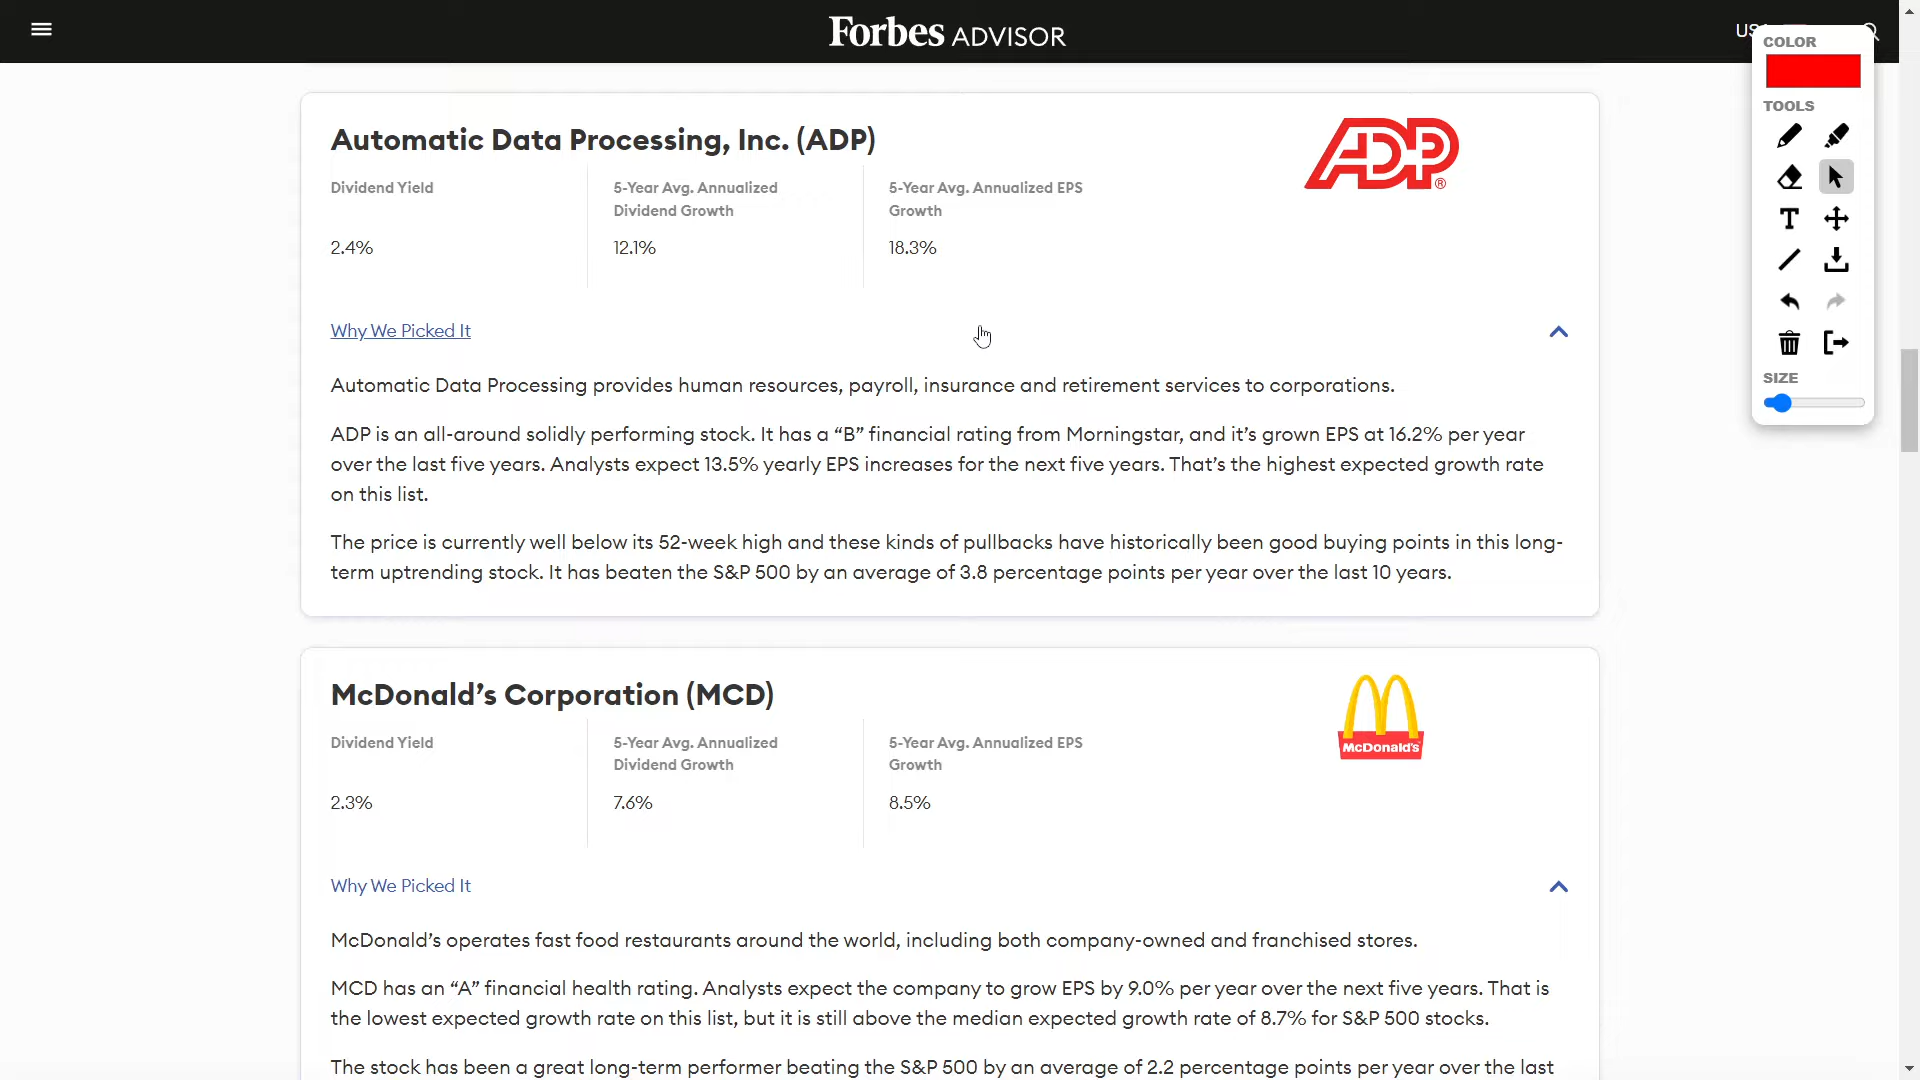 Forbes ADVISOR
COLOR
TOOLS
SIZE
Automatic Data Processing, Inc. (ADP)
ADP®
Dividend Yield
2.4%
5-Year Avg. Annualized
Dividend Growth
12.1%
5-Year Avg. Annualized EPS
Growth
18.3%
Why We Picked It
Automatic Data Processing provides human resources, payroll, insurance and retirement services to corporations.
ADP is an all-around solidly performing stock. It has a “B” financial rating from Morningstar, and it’s grown EPS at 16.2% per year
over the last five years. Analysts expect 13.5% yearly EPS increases for the next five years. That’s the highest expected growth rate
on this list.
The price is currently well below its 52-week high and these kinds of pullbacks have historically been good buying points in this long-
term uptrending stock. It has beaten the S&P 500 by an average of 3.8 percentage points per year over the last 10 years.
McDonald’s Corporation (MCD)
McDonald's
Dividend Yield
2.3%
5-Year Avg. Annualized
Dividend Growth
7.6%
5-Year Avg. Annualized EPS
Growth
8.5%
Why We Picked It
McDonald’s operates fast food restaurants around the world, including both company-owned and franchised stores.
MCD has an “A” financial health rating. Analysts expect the company to grow EPS by 9.0% per year over the next five years. That is
the lowest expected growth rate on this list, but it is still above the median expected growth rate of 8.7% for S&P 500 stocks.
The stock has been a great long-term performer beating the S&P 500 by an average of 2.2 percentage points per year over the last